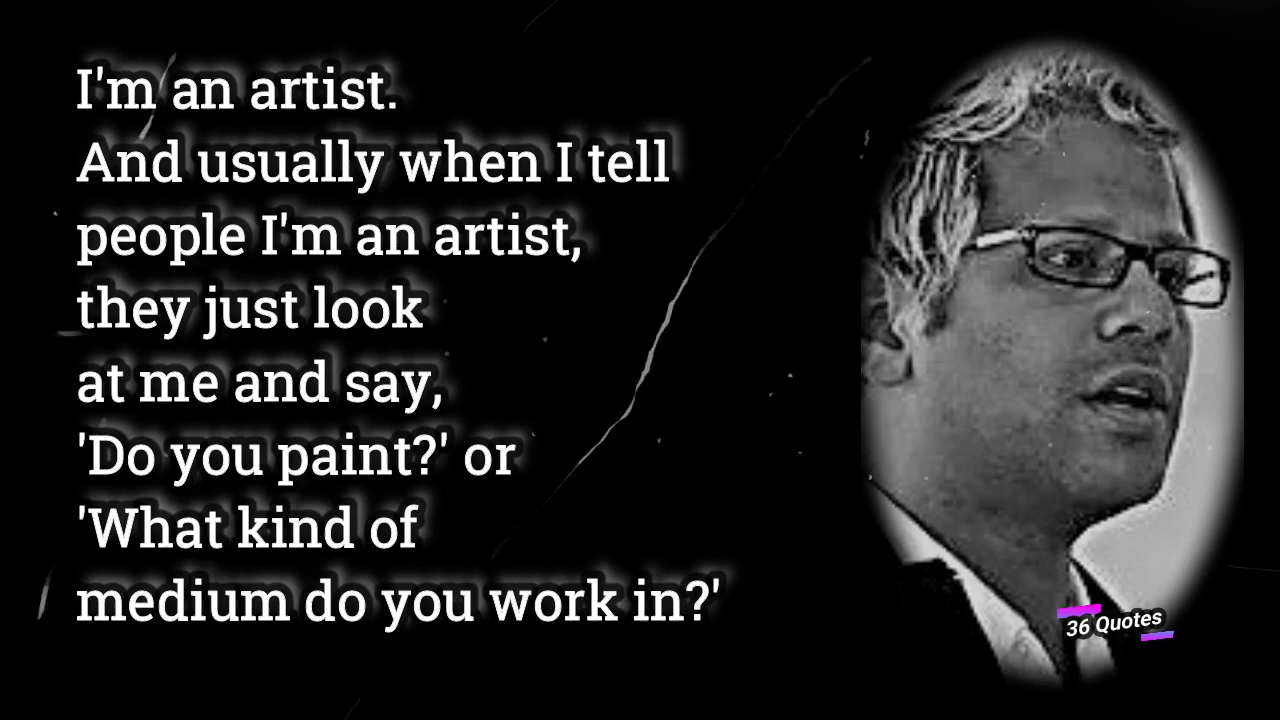 I'm an artist.
And usually when I tell
people I'm an artist,
they just look
at me and say,
'Do you paint?' or
'What kind of
medium do you work in?'
36 Quotes